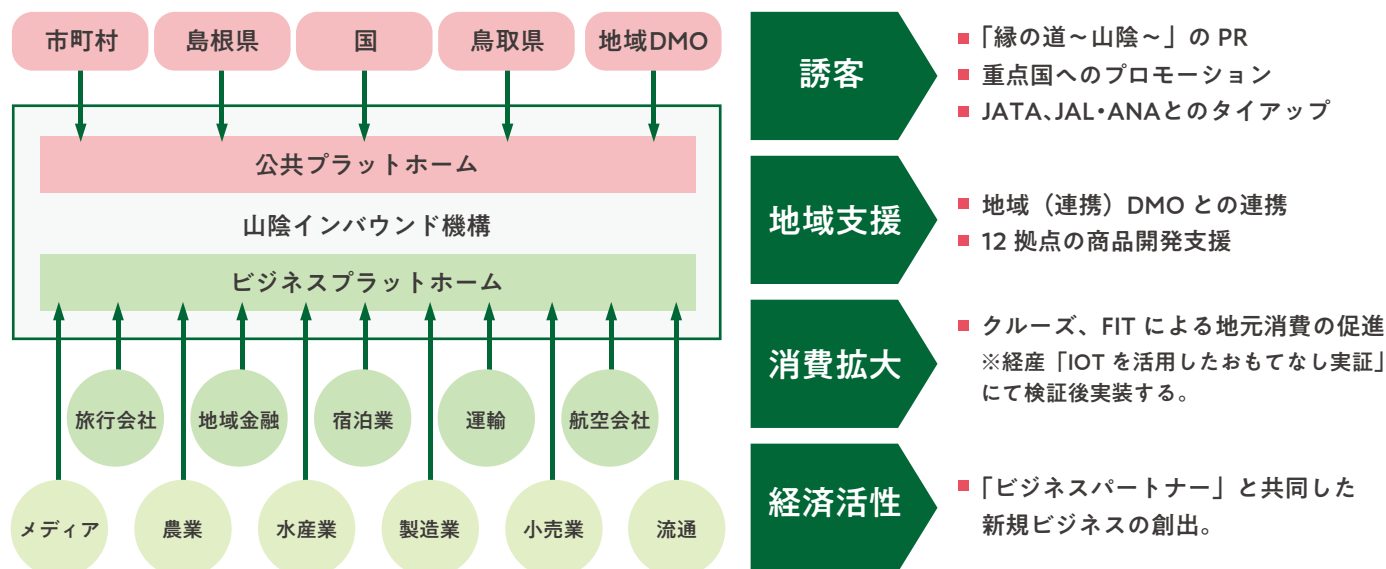 市町村
島根県
国
鳥取県
地域DMO
公共プラットホーム
山陰インバウンド機構
ビジネスプラットホーム
旅行会社
地域金融
宿泊業
運輸
航空会社
メディア
農業
水産業
製造業
小売業
流通
誘客
■「縁の道~山陰~」の PR
■ 重点国へのプロモーション
■ JATA、JAL・ANAとのタイアップ
地域支援
■ 地域（連携）DMO との連携
■ 12 拠点の商品開発支援
消費拡大
■ クルーズ、FIT による地元消費の促進
※経産「IOT を活用したおもてなし実証」
にて検証後実装する。
経済活性
■「ビジネスパートナー」と共同した
新規ビジネスの創出。